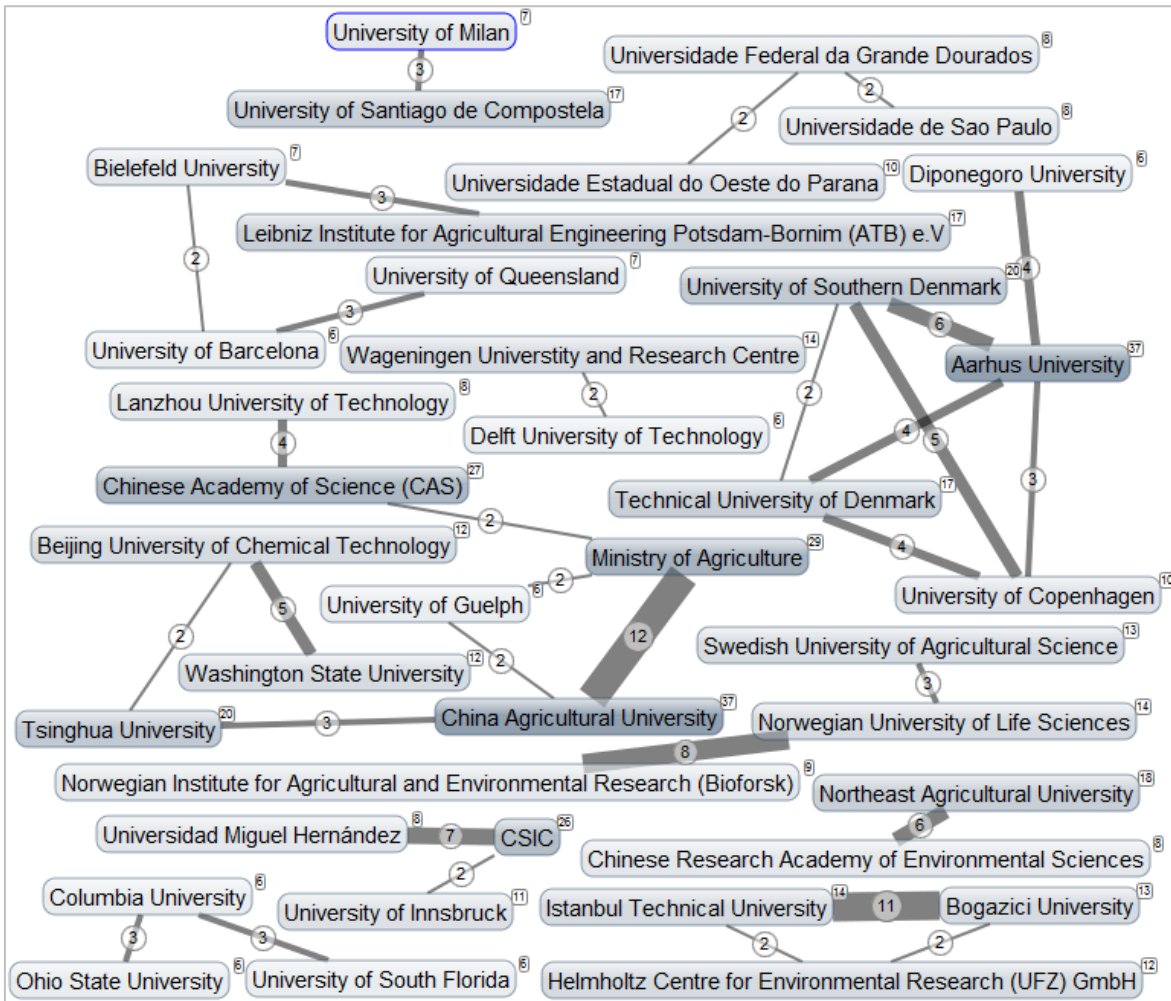 University of Milan 7
3
University of Santiago de Compostela 17
Universidade Federal da Grande Dourados 8
2
2
Universidade de Sao Paulo 8
Universidade Estadual do Oeste do Parana 10
Bielefeld University 7
3
Diponegoro University 6
Leibniz Institute for Agricultural Engineering Potsdam-Bornim (ATB) e.V 17
2
University of Queensland 7
4
University of Southern Denmark 20
3
6
University of Barcelona 6
Wageningen Universtity and Research Centre 14
Aarhus University 37
Lanzhou University of Technology 8
2
2
Delft University of Technology 6
4
4
5
Chinese Academy of Science (CAS) 27
3
Technical University of Denmark 17
2
4
Beijing University of Chemical Technology 12
Ministry of Agriculture 29
2
University of Guelph 6
University of Copenhagen 10
5
2
12
Swedish University of Agricultural Science 13
2
Washington State University 12
3
Tsinghua University 20
3
China Agricultural University 37
Norwegian University of Life Sciences 14
8
Norwegian Institute for Agricultural and Environmental Research (Bioforsk) 9
Northeast Agricultural University 18
6
Universidad Miguel Hernández 8
7
CSIC 26
Chinese Research Academy of Environmental Sciences 8
2
Columbia University 6
University of Innsbruck 11
Istanbul Technical University 14
11
Bogazici University 13
3
3
2
2
Ohio State University 6
University of South Florida 6
Helmholtz Centre for Environmental Research (UFZ) GmbH 12